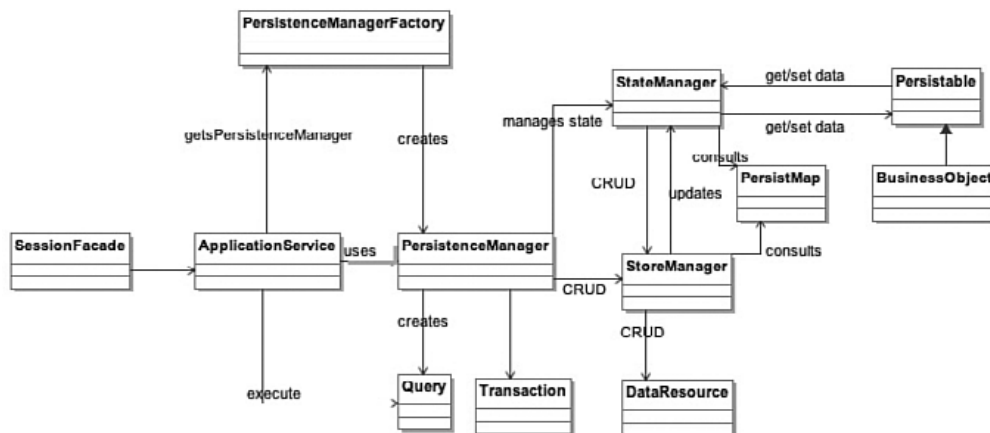 PersistenceManagerFactory
StateManager
get/set data
Persistable
getsPersistenceManager
creates
manages state
get/set data
consults
CRUD
updates
PersistMap
BusinessObject
SessionFacade
ApplicationService
uses
PersistenceManager
StoreManager
consults
CRUD
creates
CRUD
execute
Query
Transaction
DataResource